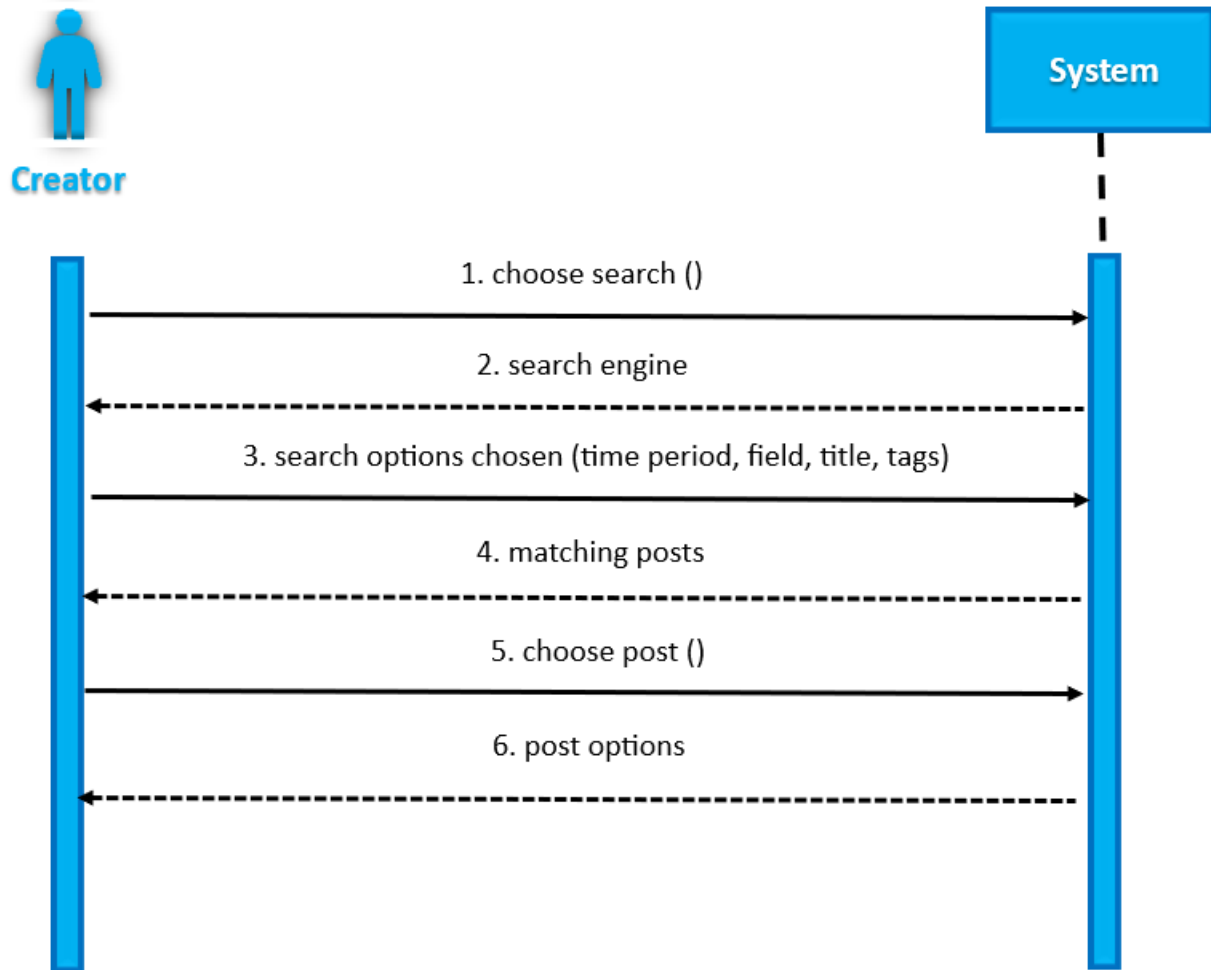 System
Creator
1. choose search ()
2. search engine
3. search options chosen (time period, field, title, tags)
4. matching posts
5. choose post ()
6. post options